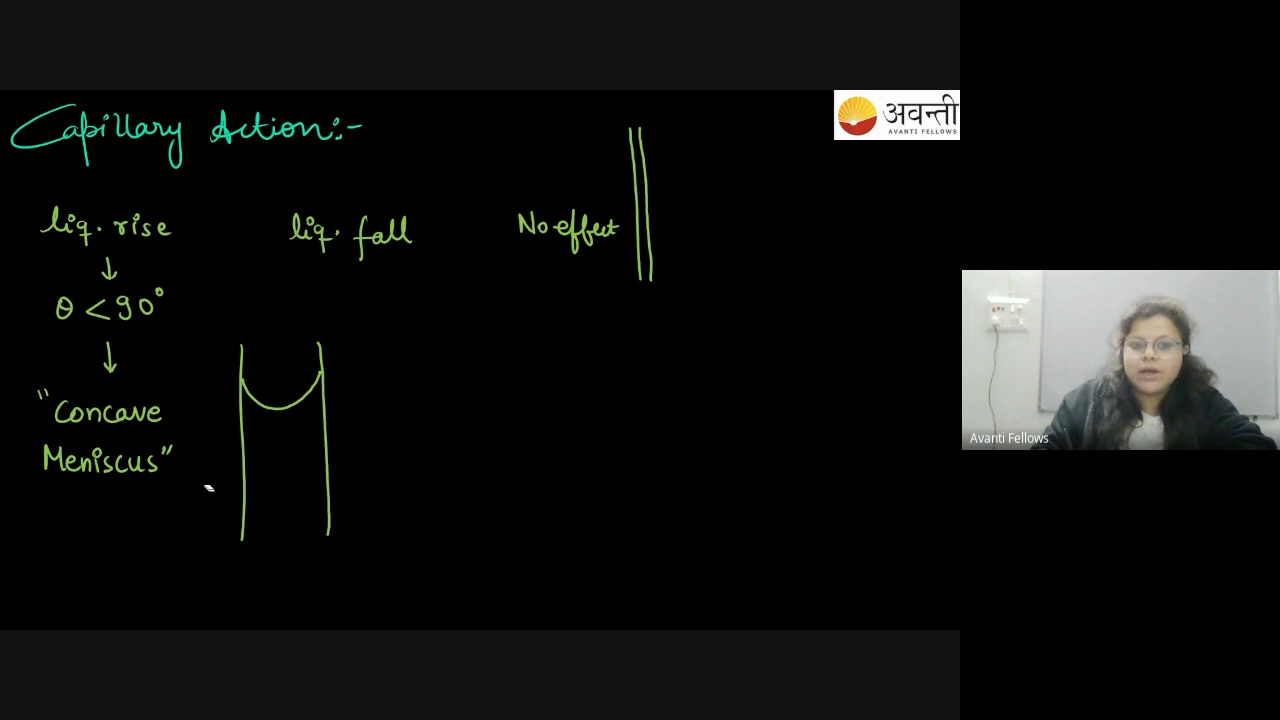 Capillary Action:-
अवन्ती
AVANTI FELLOWS
liq. rise
liq. fall
No effect
↓
θ < 90°
↓
"Concave
Meniscus"
Avanti Fellows